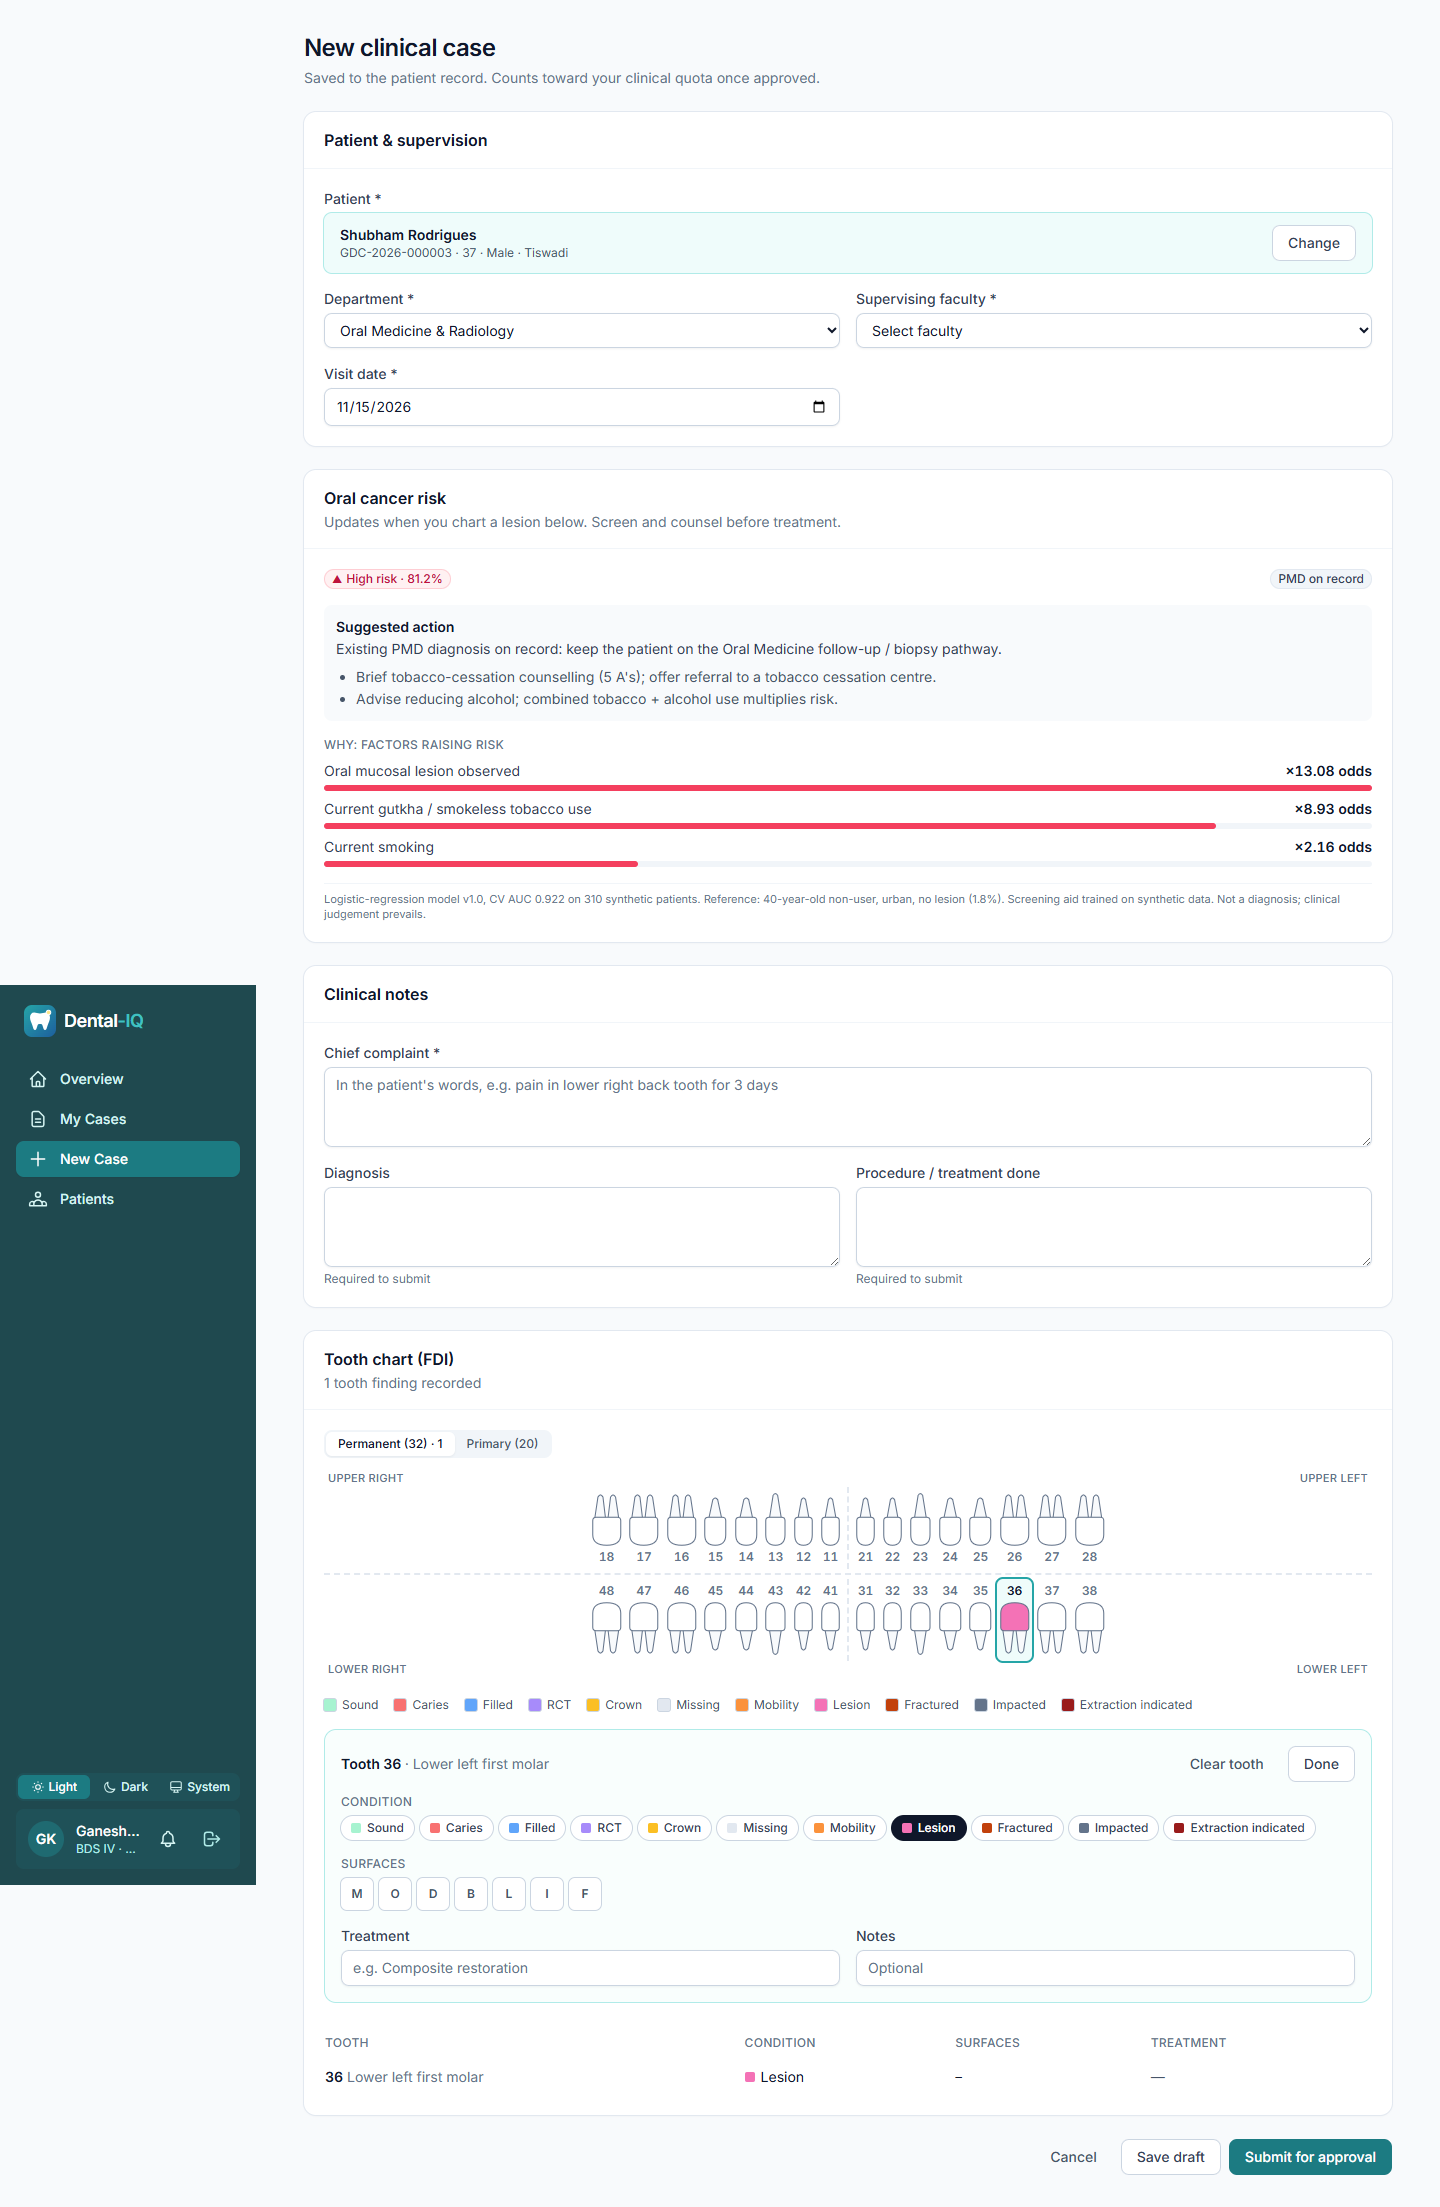 New clinical case
Saved to the patient record. Counts toward your clinical quota once approved.
Patient & supervision
Patient *
Shubham Rodrigues
GDC-2026-000003 · 37 · Male · Tiswadi
Change
Department *
Supervising faculty *
Oral Medicine & Radiology
Select faculty
Visit date *
11/15/2026
Oral cancer risk
Updates when you chart a lesion below. Screen and counsel before treatment.
▲ High risk · 81.2%
PMD on record
Suggested action
Existing PMD diagnosis on record: keep the patient on the Oral Medicine follow-up / biopsy pathway.
• Brief tobacco-cessation counselling (5 A's); offer referral to a tobacco cessation centre.
• Advise reducing alcohol; combined tobacco + alcohol use multiplies risk.
WHY: FACTORS RAISING RISK
Oral mucosal lesion observed ×13.08 odds
Current gutkha / smokeless tobacco use ×8.93 odds
Current smoking ×2.16 odds
Logistic-regression model v1.0, CV AUC 0.922 on 310 synthetic patients. Reference: 40-year-old non-user, urban, no lesion (1.8%). Screening aid trained on synthetic data. Not a diagnosis; clinical
judgement prevails.
Clinical notes
Chief complaint *
In the patient's words, e.g. pain in lower right back tooth for 3 days
Diagnosis
Procedure / treatment done
Required to submit
Required to submit
Tooth chart (FDI)
1 tooth finding recorded
Permanent (32) · 1
Primary (20)
UPPER RIGHT
UPPER LEFT
18 17 16 15 14 13 12 11 21 22 23 24 25 26 27 28
48 47 46 45 44 43 42 41 31 32 33 34 35 36 37 38
LOWER RIGHT
LOWER LEFT
Sound Caries Filled RCT Crown Missing Mobility Lesion Fractured Impacted Extraction indicated
Tooth 36 · Lower left first molar
Clear tooth
Done
CONDITION
Sound Caries Filled RCT Crown Missing Mobility Lesion Fractured Impacted Extraction indicated
SURFACES
M O D B L I F
Treatment
Notes
e.g. Composite restoration
Optional
TOOTH CONDITION SURFACES TREATMENT
36 Lower left first molar Lesion – —
Cancel
Save draft
Submit for approval
Dental-IQ
Overview
My Cases
New Case
Patients
Light
Dark
System
GK
Ganesh...
BDS IV · ...